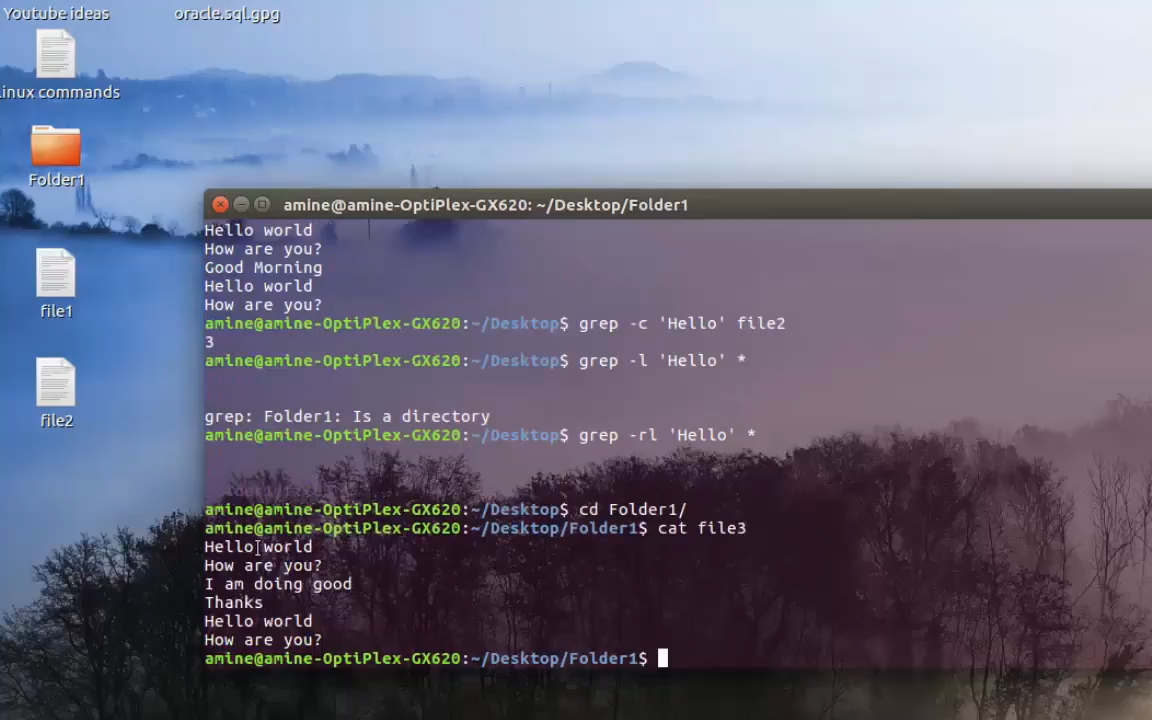 Youtube ideas
oracle.sql.gpg
inux commands
Folder1
file1
file2
amine@amine-OptiPlex-GX620: ~/Desktop/Folder1
Hello world
How are you?
Good Morning
Hello world
How are you?
amine@amine-OptiPlex-GX620:~/Desktop$ grep -c 'Hello' file2
3
amine@amine-OptiPlex-GX620:~/Desktop$ grep -l 'Hello' *
grep: Folder1: Is a directory
amine@amine-OptiPlex-GX620:~/Desktop$ grep -rl 'Hello' *
amine@amine-OptiPlex-GX620:~/Desktop$ cd Folder1/
amine@amine-OptiPlex-GX620:~/Desktop/Folder1$ cat file3
Hello world
How are you?
I am doing good
Thanks
Hello world
How are you?
amine@amine-OptiPlex-GX620:~/Desktop/Folder1$